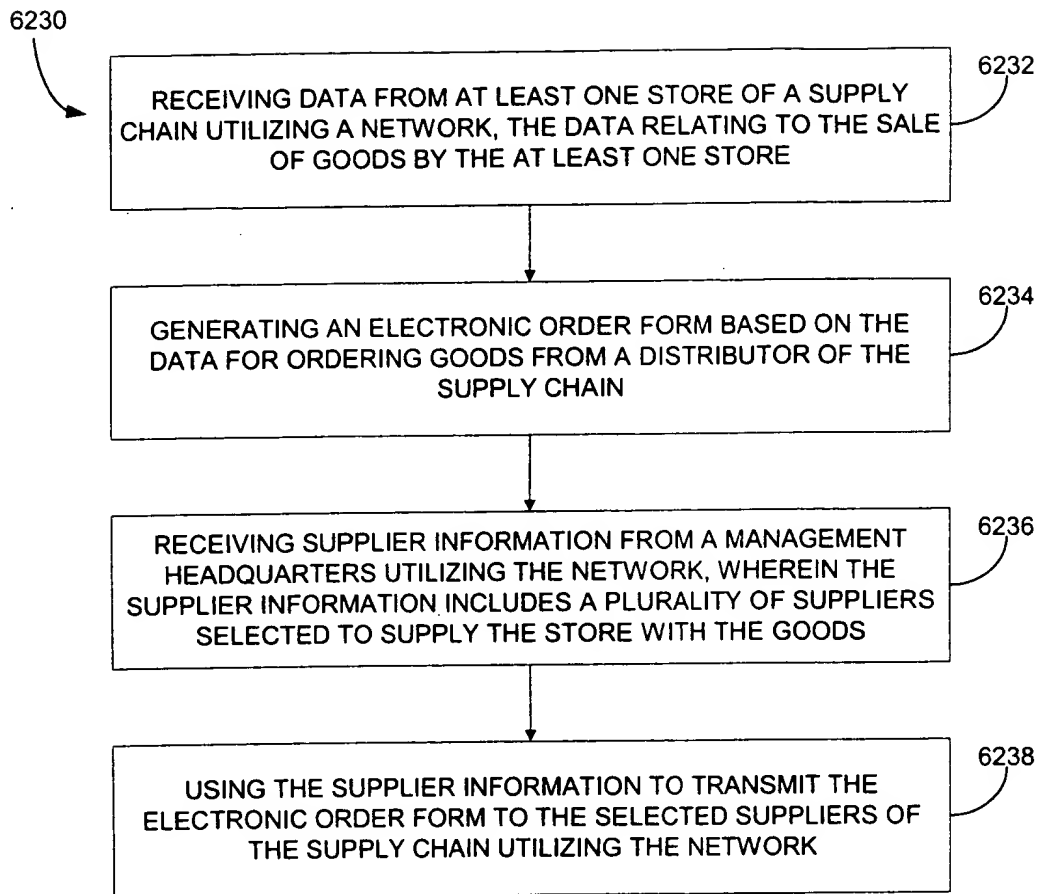 6230
6232
RECEIVING DATA FROM AT LEAST ONE STORE OF A SUPPLY
CHAIN UTILIZING A NETWORK, THE DATA RELATING TO THE SALE
OF GOODS BY THE AT LEAST ONE STORE
6234
GENERATING AN ELECTRONIC ORDER FORM BASED ON THE
DATA FOR ORDERING GOODS FROM A DISTRIBUTOR OF THE
SUPPLY CHAIN
6236
RECEIVING SUPPLIER INFORMATION FROM A MANAGEMENT
HEADQUARTERS UTILIZING THE NETWORK, WHEREIN THE
SUPPLIER INFORMATION INCLUDES A PLURALITY OF SUPPLIERS
SELECTED TO SUPPLY THE STORE WITH THE GOODS
6238
USING THE SUPPLIER INFORMATION TO TRANSMIT THE
ELECTRONIC ORDER FORM TO THE SELECTED SUPPLIERS OF
THE SUPPLY CHAIN UTILIZING THE NETWORK